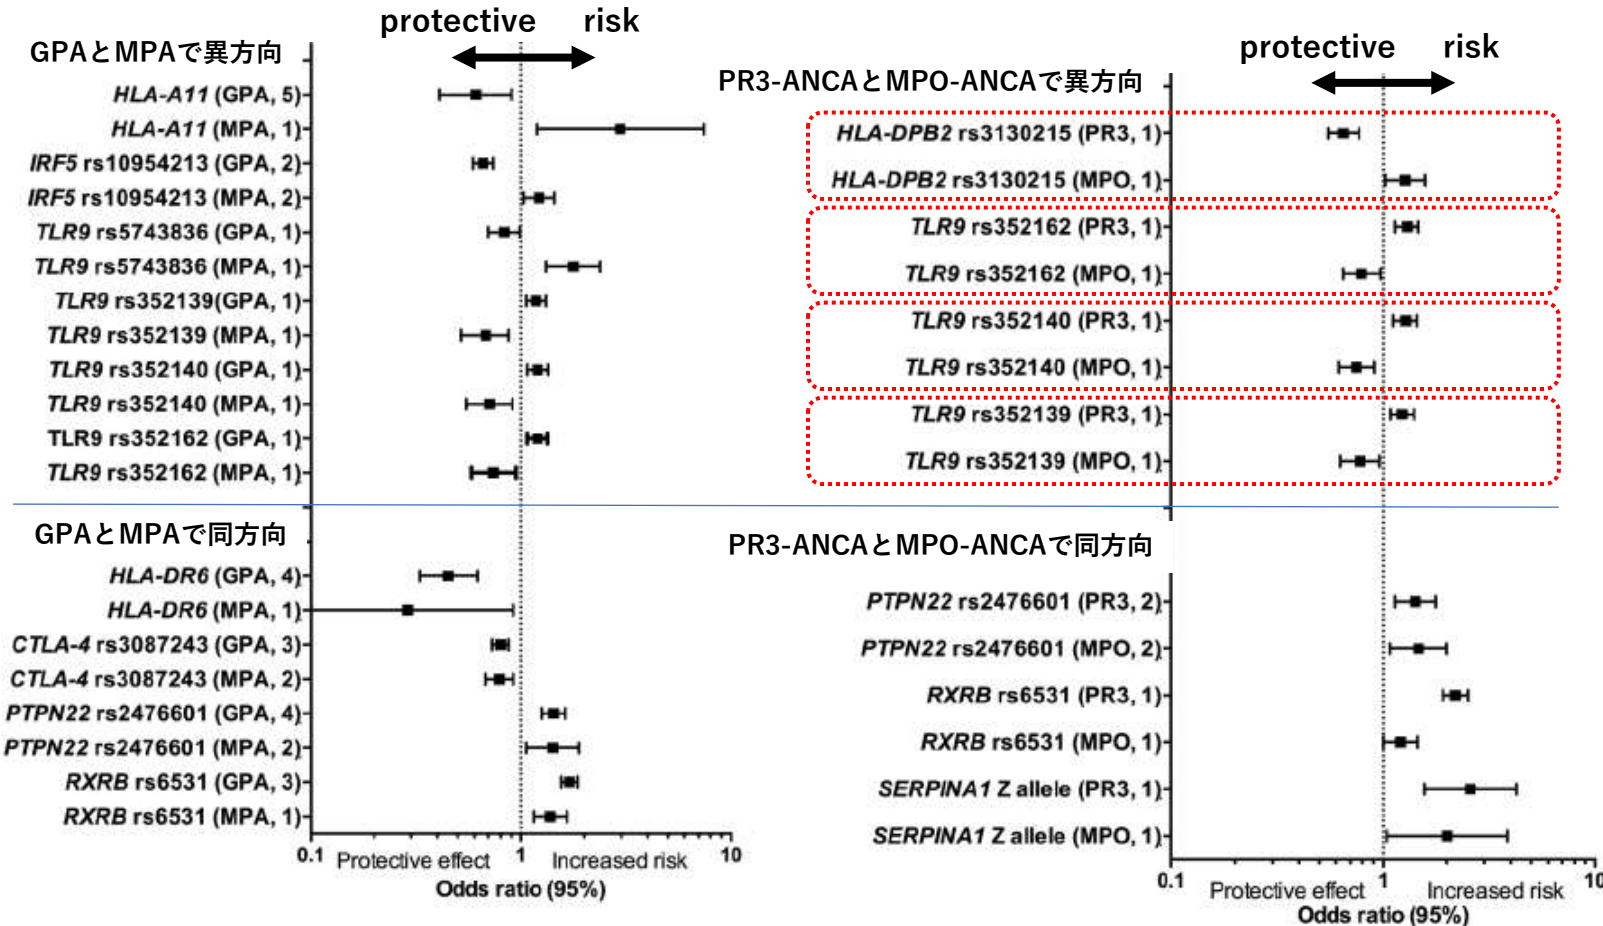 protective risk
GPAとMPAで異方向
HLA-A11 (GPA, 5)
HLA-A11 (MPA, 1)
IRF5 rs10954213 (GPA, 2)
IRF5 rs10954213 (MPA, 2)
TLR9 rs5743836 (GPA, 1)
TLR9 rs5743836 (MPA, 1)
TLR9 rs352139(GPA, 1)
TLR9 rs352139 (MPA, 1)
TLR9 rs352140 (GPA, 1)
TLR9 rs352140 (MPA, 1)
TLR9 rs352162 (GPA, 1)
TLR9 rs352162 (MPA, 1)
GPAとMPAで同方向
HLA-DR6 (GPA, 4)
HLA-DR6 (MPA, 1)
CTLA-4 rs3087243 (GPA, 3)
CTLA-4 rs3087243 (MPA, 2)
PTPN22 rs2476601 (GPA, 4)
PTPN22 rs2476601 (MPA, 2)
RXRB rs6531 (GPA, 3)
RXRB rs6531 (MPA, 1)
0.1 1 10
Protective effect Increased risk
Odds ratio (95%)
protective risk
PR3-ANCAとMPO-ANCAで異方向
HLA-DPB2 rs3130215 (PR3, 1)
HLA-DPB2 rs3130215 (MPO, 1)
TLR9 rs352162 (PR3, 1)
TLR9 rs352162 (MPO, 1)
TLR9 rs352140 (PR3, 1)
TLR9 rs352140 (MPO, 1)
TLR9 rs352139 (PR3, 1)
TLR9 rs352139 (MPO, 1)
PR3-ANCAとMPO-ANCAで同方向
PTPN22 rs2476601 (PR3, 2)
PTPN22 rs2476601 (MPO, 2)
RXRB rs6531 (PR3, 1)
RXRB rs6531 (MPO, 1)
SERPINA1 Z allele (PR3, 1)
SERPINA1 Z allele (MPO, 1)
0.1 1 10
Protective effect Increased risk
Odds ratio (95%)